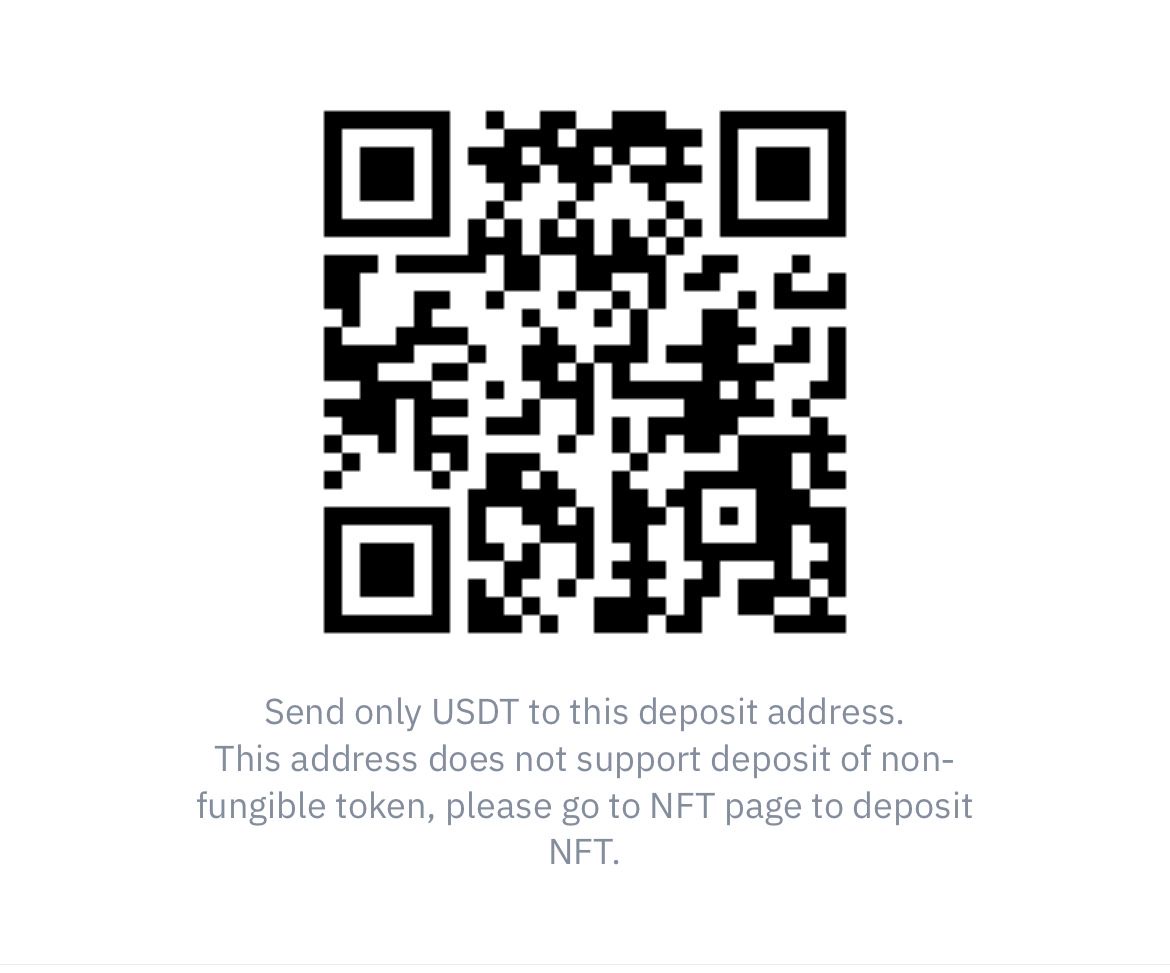 Send only USDT to this deposit address.
This address does not support deposit of non-
fungible token, please go to NFT page to deposit
NFT.